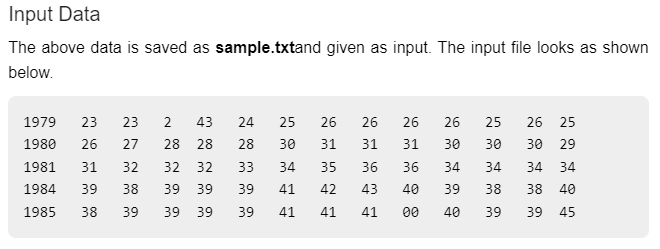 Input Data
The above data is saved as sample.txtand given as input. The input file looks as shown
below.
1979 23 23 2 43 24 25 26 26 26 26 25 26 25
1980 26 27 28 28 28 30 31 31 31 30 30 30 29
1981 31 32 32 32 33 34 35 36 36 34 34 34 34
1984 39 38 39 39 39 41 42 43 40 39 38 38 40
1985 38 39 39 39 39 41 41 41 00 40 39 39 45